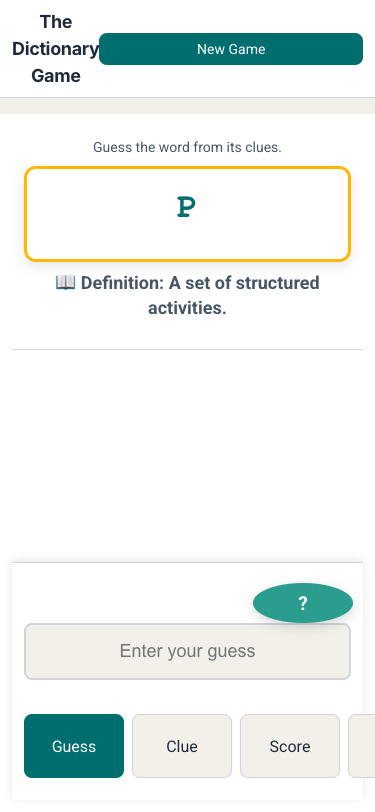 The
Dictionary
Game
New Game
Guess the word from its clues.
P
📖 Definition: A set of structured
activities.
?
Enter your guess
Guess
Clue
Score